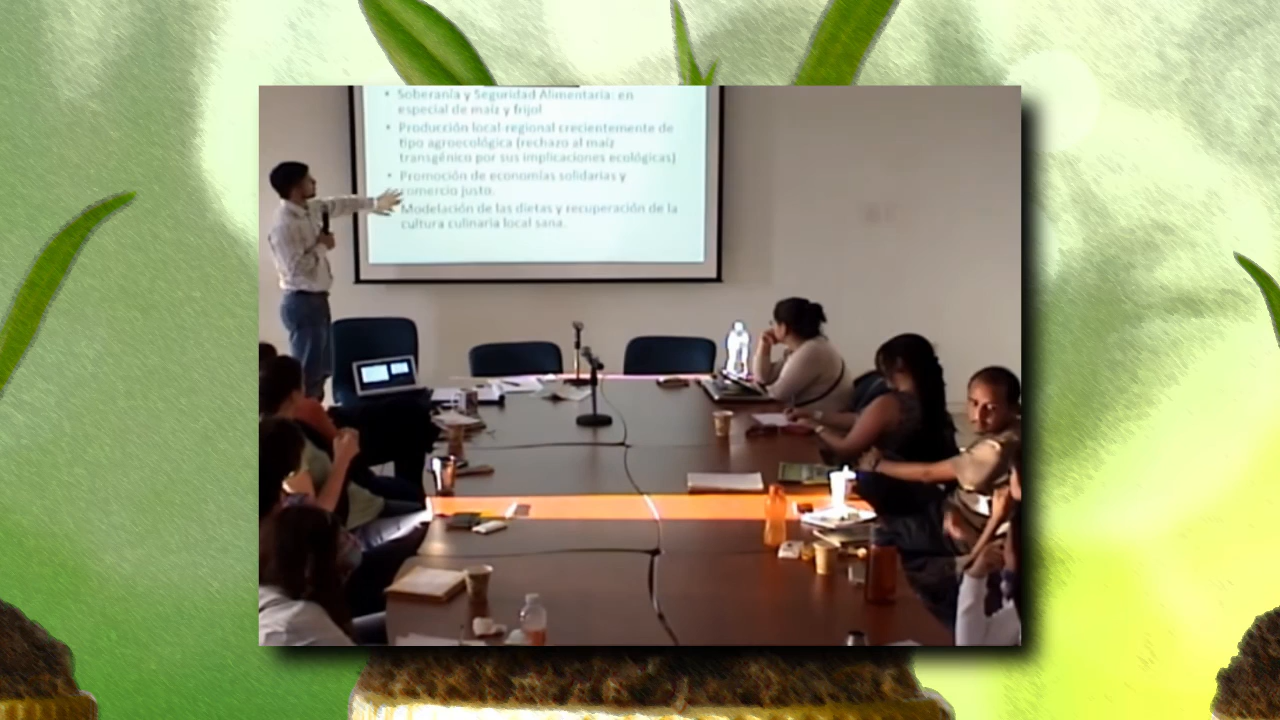 • Soberanía y Seguridad Alimentaria: en
especial de maíz y frijol
• Producción local-regional crecientemente de
tipo agroecológica (rechazo al maíz
transgénico por sus implicaciones ecológicas)
• Promoción de economías solidarias y
comercio justo.
Modelación de las dietas y recuperación de la
cultura culinaria local sana.